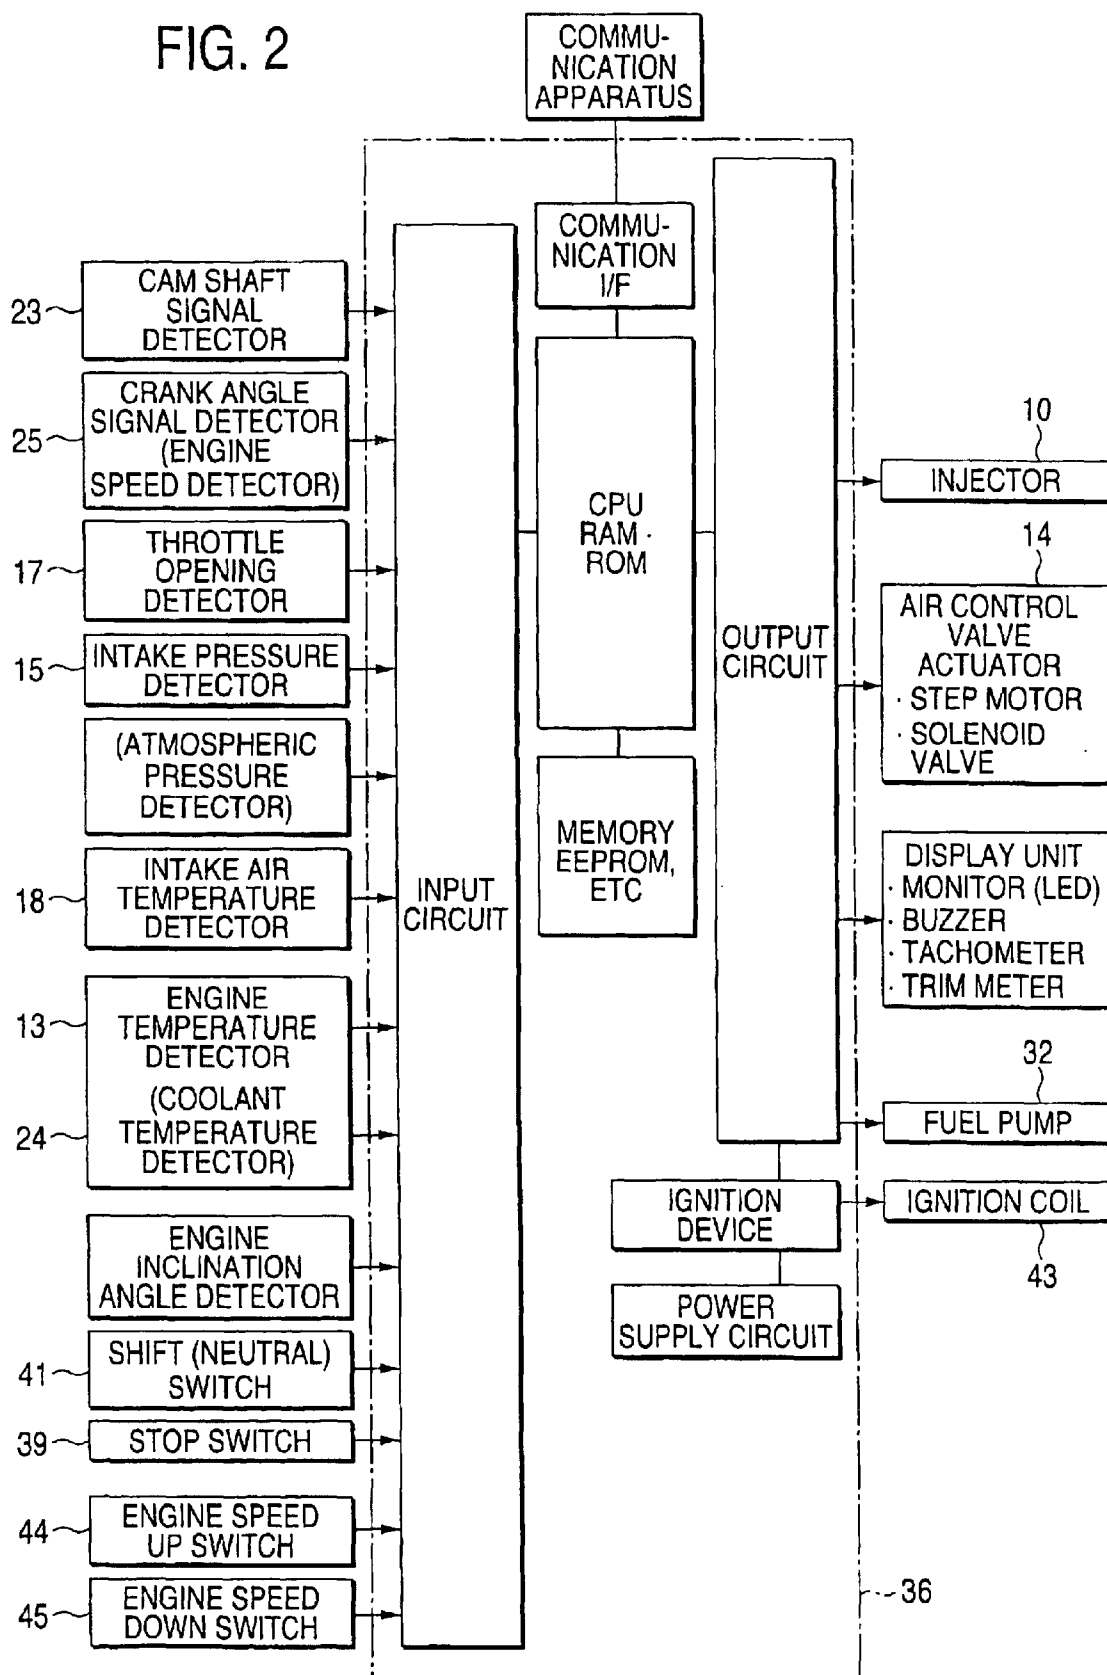 FIG. 2
COMMU-
NICATION
APPARATUS
COMMU-
NICATION
I/F
23
CAM SHAFT
SIGNAL
DETECTOR
25
CRANK ANGLE
SIGNAL DETECTOR
(ENGINE
SPEED DETECTOR)
17
THROTTLE
OPENING
DETECTOR
15
INTAKE PRESSURE
DETECTOR
(ATMOSPHERIC
PRESSURE
DETECTOR)
18
INTAKE AIR
TEMPERATURE
DETECTOR
13
ENGINE
TEMPERATURE
DETECTOR
24
(COOLANT
TEMPERATURE
DETECTOR)
ENGINE
INCLINATION
ANGLE DETECTOR
41
SHIFT (NEUTRAL)
SWITCH
39
STOP SWITCH
44
ENGINE SPEED
UP SWITCH
45
ENGINE SPEED
DOWN SWITCH
INPUT
CIRCUIT
CPU
RAM ·
ROM
MEMORY
EEPROM,
ETC
OUTPUT
CIRCUIT
IGNITION
DEVICE
POWER
SUPPLY CIRCUIT
10
INJECTOR
14
AIR CONTROL
VALVE
ACTUATOR
· STEP MOTOR
· SOLENOID
VALVE
DISPLAY UNIT
· MONITOR (LED)
· BUZZER
· TACHOMETER
· TRIM METER
32
FUEL PUMP
IGNITION COIL
43
36